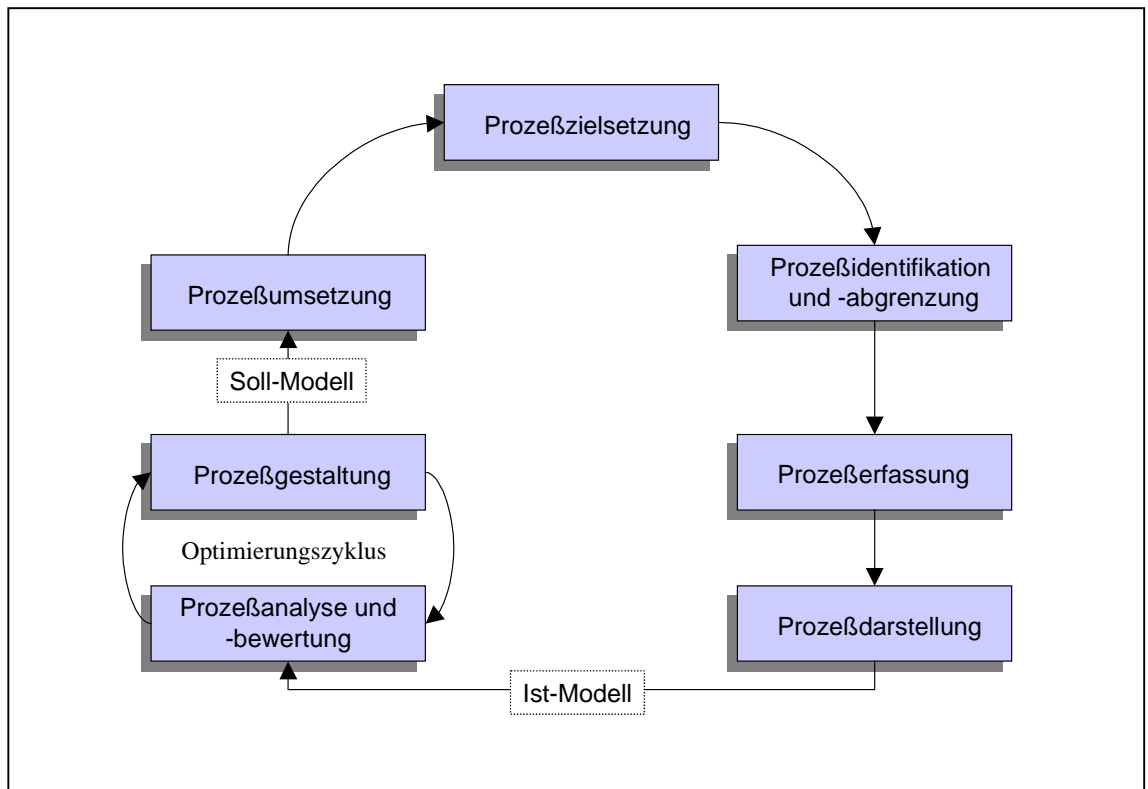 Prozeßzielsetzung
Prozeßidentifikation
und -abgrenzung
Prozeßumsetzung
Soll-Modell
Prozeßgestaltung
Prozeßerfassung
Optimierungszyklus
Prozeßanalyse und
-bewertung
Prozeßdarstellung
Ist-Modell